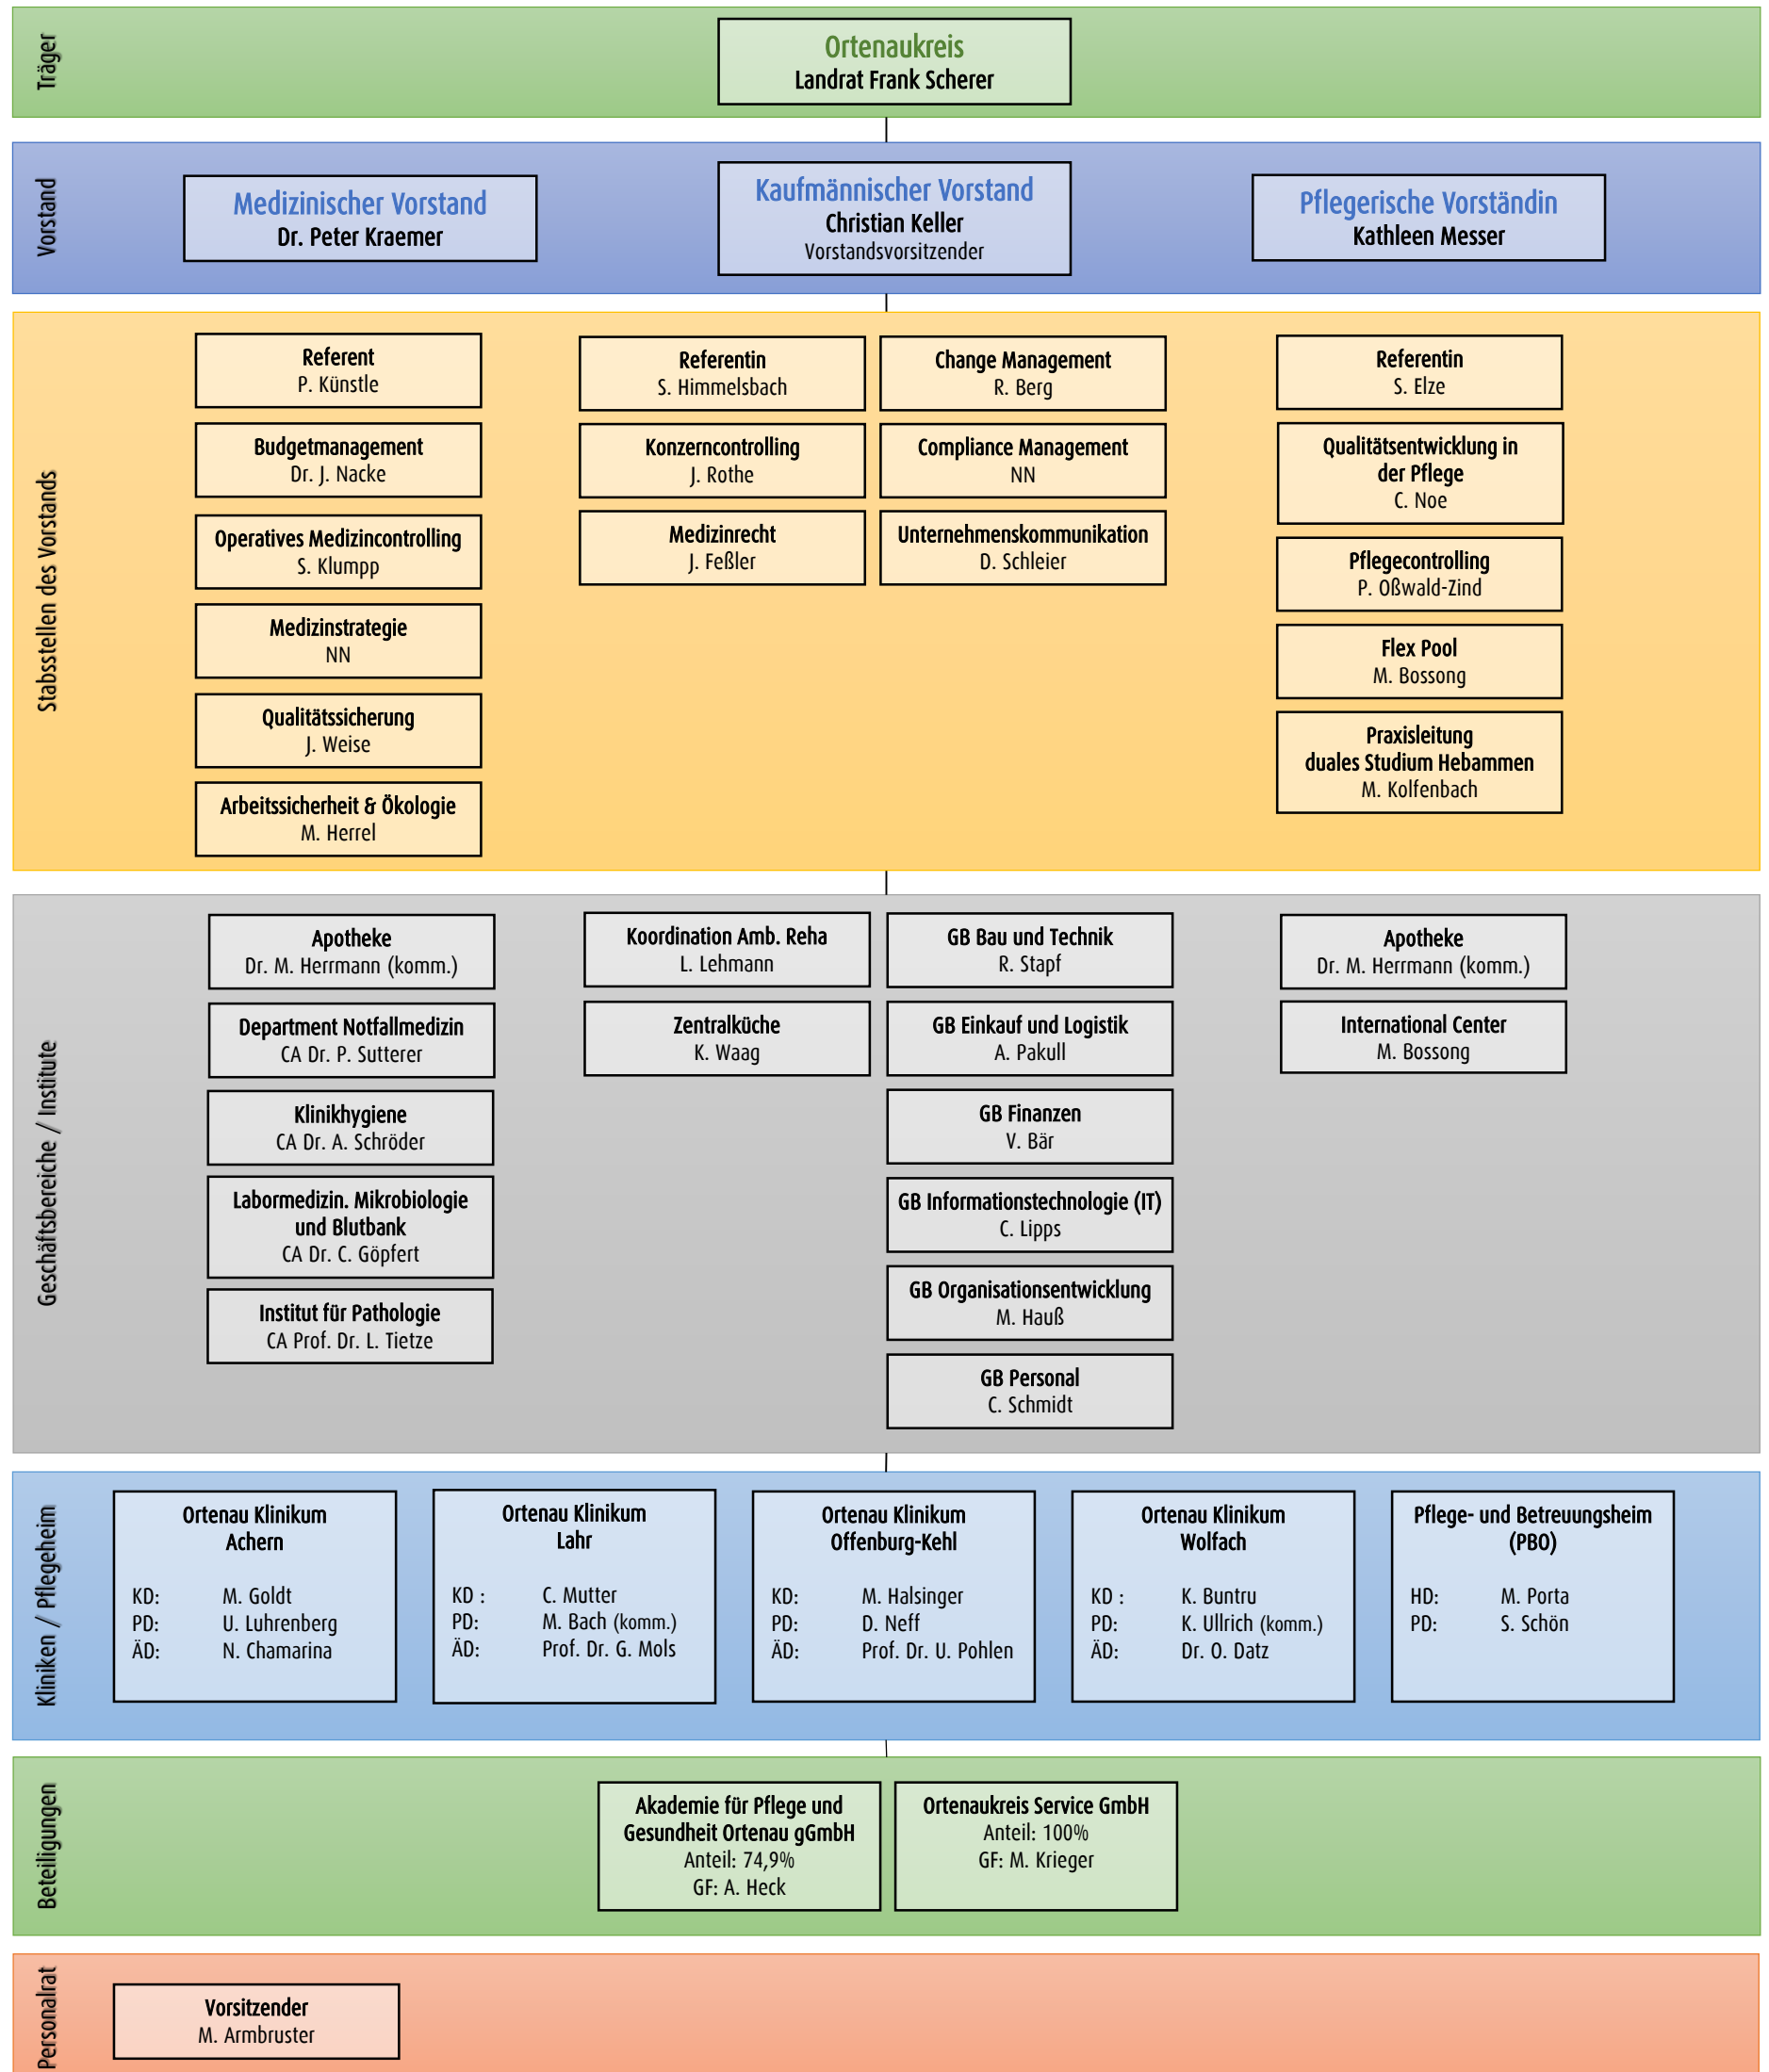 Träger
Ortenaukreis
Landrat Frank Scherer
Vorstand
Medizinischer Vorstand
Dr. Peter Kraemer
Kaufmännischer Vorstand
Christian Keller
Vorstandsvorsitzender
Pflegerische Vorständin
Kathleen Messer
Stabsstellen des Vorstands
Referent
P. Künstle
Budgetmanagement
Dr. J. Nacke
Operatives Medizincontrolling
S. Klumpp
Medizinstrategie
NN
Qualitätssicherung
J. Weise
Arbeitssicherheit & Ökologie
M. Herrel
Referentin
S. Himmelsbach
Konzerncontrolling
J. Rothe
Medizinrecht
J. Feßler
Change Management
R. Berg
Compliance Management
NN
Unternehmenskommunikation
D. Schleier
Referentin
S. Elze
Qualitätsentwicklung in
der Pflege
C. Noe
Pflegecontrolling
P. Oßwald-Zind
Flex Pool
M. Bossong
Praxisleitung
duales Studium Hebammen
M. Kolfenbach
Geschäftsbereiche / Institute
Apotheke
Dr. M. Herrmann (komm.)
Department Notfallmedizin
CA Dr. P. Sutterer
Klinikhygiene
CA Dr. A. Schröder
Labormedizin. Mikrobiologie
und Blutbank
CA Dr. C. Göpfert
Institut für Pathologie
CA Prof. Dr. L. Tietze
Koordination Amb. Reha
L. Lehmann
Zentralküche
K. Waag
GB Bau und Technik
R. Stapf
GB Einkauf und Logistik
A. Pakull
GB Finanzen
V. Bär
GB Informationstechnologie (IT)
C. Lipps
GB Organisationsentwicklung
M. Hauß
GB Personal
C. Schmidt
Apotheke
Dr. M. Herrmann (komm.)
International Center
M. Bossong
Kliniken / Pflegeheim
Ortenau Klinikum
Achern
KD: M. Goldt
PD: U. Luhrenberg
ÄD: N. Chamarina
Ortenau Klinikum
Lahr
KD : C. Mutter
PD: M. Bach (komm.)
ÄD: Prof. Dr. G. Mols
Ortenau Klinikum
Offenburg-Kehl
KD: M. Halsinger
PD: D. Neff
ÄD: Prof. Dr. U. Pohlen
Ortenau Klinikum
Wolfach
KD : K. Buntru
PD: K. Ullrich (komm.)
ÄD: Dr. O. Datz
Pflege- und Betreuungsheim
(PBO)
HD: M. Porta
PD: S. Schön
Beteiligungen
Akademie für Pflege und
Gesundheit Ortenau gGmbH
Anteil: 74,9%
GF: A. Heck
Ortenaukreis Service GmbH
Anteil: 100%
GF: M. Krieger
Personalrat
Vorsitzender
M. Armbruster